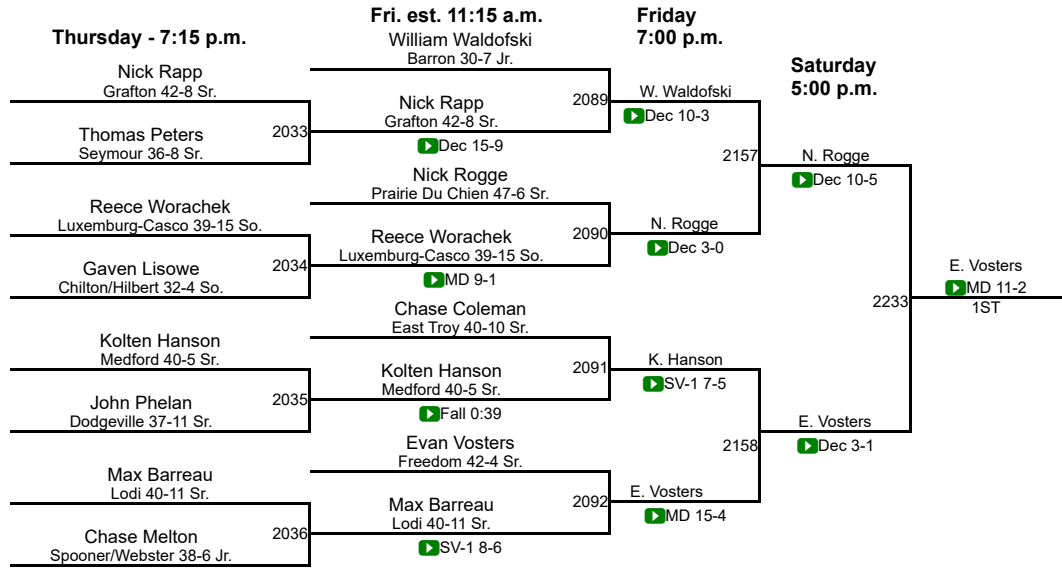 Thursday - 7:15 p.m.
Nick Rapp
Grafton 42-8 Sr.
2033
Thomas Peters
Seymour 36-8 Sr.
Reece Worachek
Luxemburg-Casco 39-15 So.
2034
Gaven Lisowe
Chilton/Hilbert 32-4 So.
Kolten Hanson
Medford 40-5 Sr.
2035
John Phelan
Dodgeville 37-11 Sr.
Max Barreau
Lodi 40-11 Sr.
2036
Chase Melton
Spooner/Webster 38-6 Jr.
Fri. est. 11:15 a.m.
William Waldofski
Barron 30-7 Jr.
2089
Nick Rapp
Grafton 42-8 Sr.
Dec 15-9
Nick Rogge
Prairie Du Chien 47-6 Sr.
2090
Reece Worachek
Luxemburg-Casco 39-15 So.
MD 9-1
Chase Coleman
East Troy 40-10 Sr.
2091
Kolten Hanson
Medford 40-5 Sr.
Fall 0:39
Evan Vosters
Freedom 42-4 Sr.
2092
Max Barreau
Lodi 40-11 Sr.
SV-1 8-6
Friday
7:00 p.m.
W. Waldofski
Dec 10-3
2157
N. Rogge
Dec 3-0
K. Hanson
SV-1 7-5
2158
E. Vosters
MD 15-4
Saturday
5:00 p.m.
N. Rogge
Dec 10-5
2233
E. Vosters
Dec 3-1
E. Vosters
MD 11-2
1ST